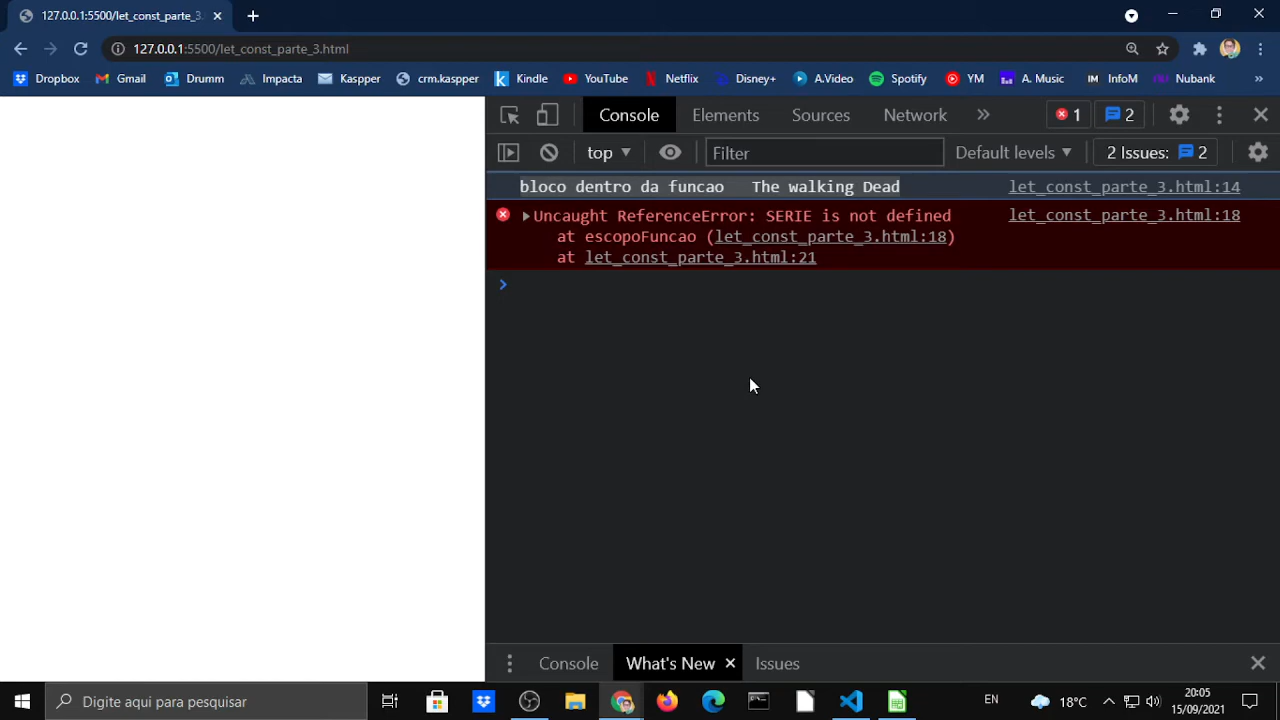 127.0.0.1:5500/let_const_parte_3.
127.0.0.1:5500/let_const_parte_3.html
Dropbox Gmail Drumm Impacta Kaspper crm.kaspper Kindle YouTube Netflix Disney+ A.Video Spotify YM A. Music InfoM Nubank »
Console Elements Sources Network » 1 2
top Filter Default levels 2 Issues: 2
bloco dentro da funcao The walking Dead let_const_parte_3.html:14
Uncaught ReferenceError: SERIE is not defined let_const_parte_3.html:18
at escopoFuncao (let_const_parte_3.html:18)
at let_const_parte_3.html:21
Console What's New Issues
Digite aqui para pesquisar EN 18°C 20:05
15/09/2021